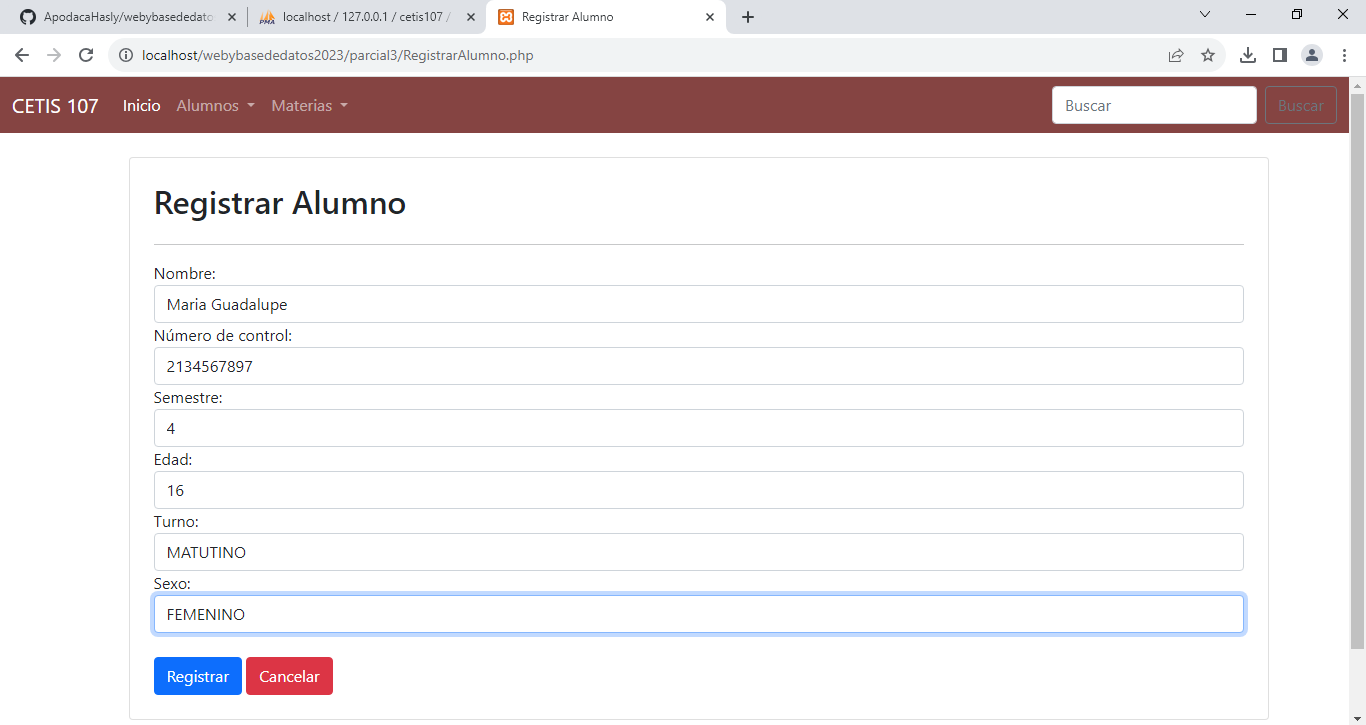 ApodacaHasly/webybasededato
localhost / 127.0.0.1 / cetis107 /
Registrar Alumno
localhost/webybasededatos2023/parcial3/RegistrarAlumno.php
CETIS 107 Inicio Alumnos Materias Buscar Buscar
Registrar Alumno
Nombre:
Maria Guadalupe
Número de control:
2134567897
Semestre:
4
Edad:
16
Turno:
MATUTINO
Sexo:
FEMENINO
Registrar Cancelar